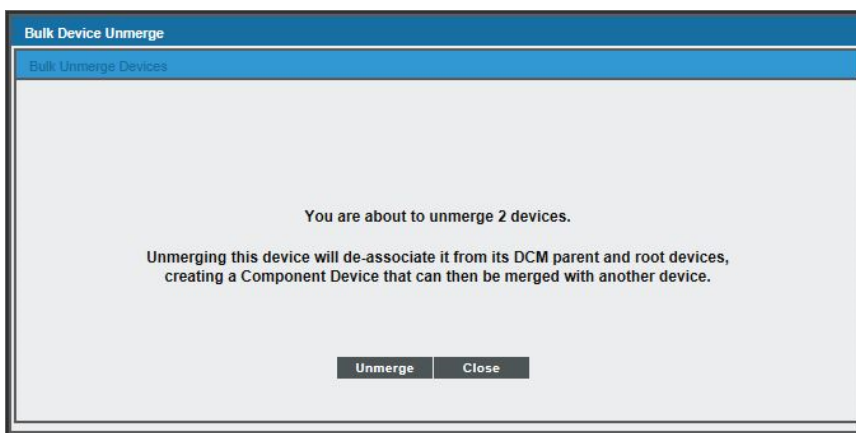 Bulk Device Unmerge
Bulk Unmerge Devices
You are about to unmerge 2 devices.
Unmerging this device will de-associate it from its DCM parent and root devices,
creating a Component Device that can then be merged with another device.
Unmerge Close